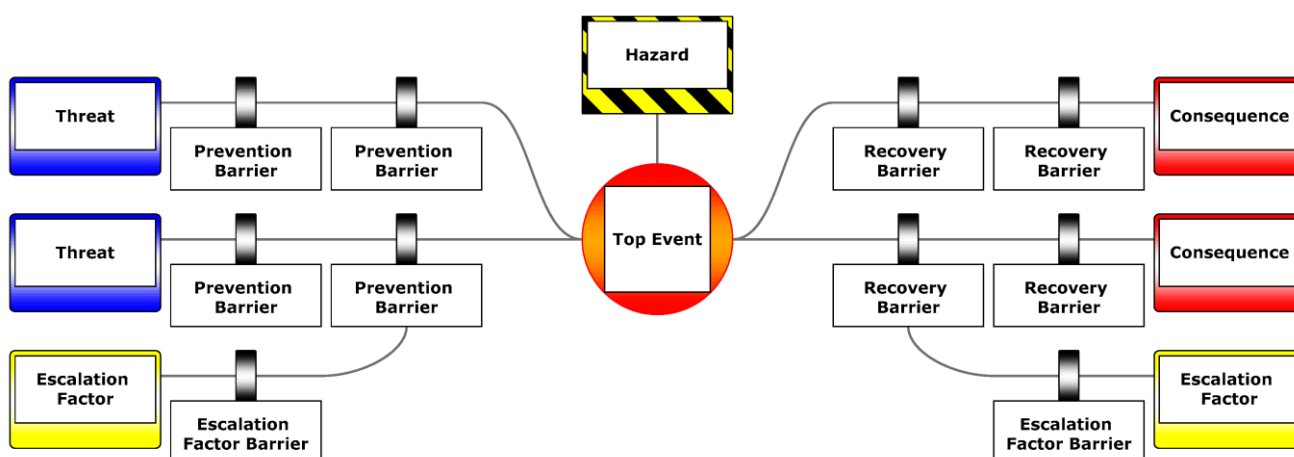 Hazard
Threat
Prevention
Barrier
Prevention
Barrier
Recovery
Barrier
Recovery
Barrier
Consequence
Threat
Prevention
Barrier
Prevention
Barrier
Top Event
Recovery
Barrier
Recovery
Barrier
Consequence
Escalation
Factor
Escalation
Factor Barrier
Escalation
Factor Barrier
Escalation
Factor